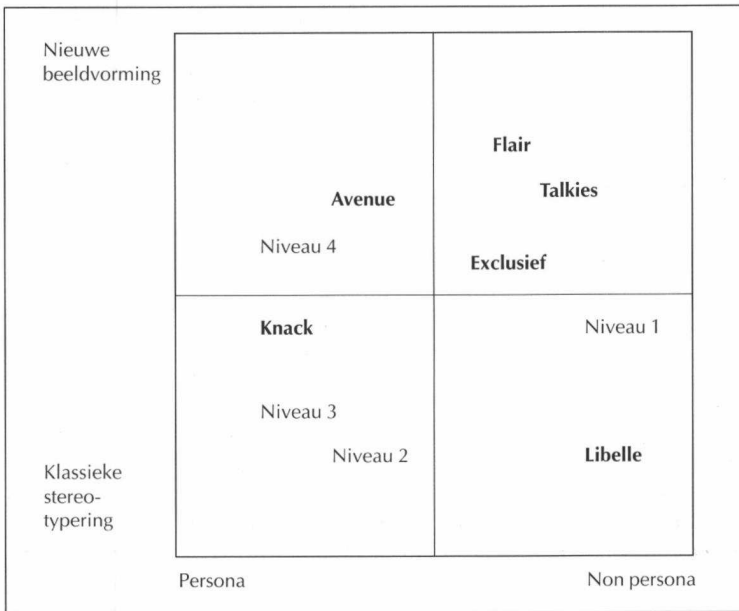 Nieuwe
beeldvorming
Flair
Talkies
Avenue
Niveau 4
Exclusief
Knack
Niveau 1
Niveau 3
Niveau 2
Libelle
Klassieke
stereo-
typering
Persona
Non persona